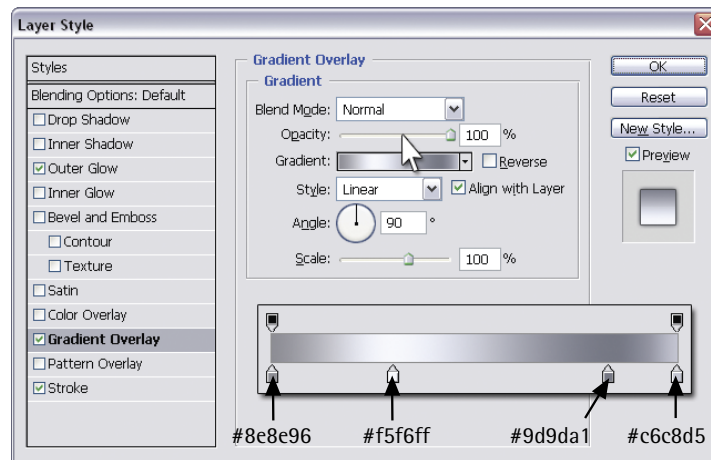 Layer Style
Styles
Blending Options: Default
Drop Shadow
Inner Shadow
Outer Glow
Inner Glow
Bevel and Emboss
Contour
Texture
Satin
Color Overlay
Gradient Overlay
Pattern Overlay
Stroke
Gradient Overlay
Gradient
Blend Mode: Normal
Opacity: 100 %
Gradient: Reverse
Style: Linear Align with Layer
Angle: 90 °
Scale: 100 %
#8e8e96 #f5f6ff #9d9da1 #c6c8d5
OK
Reset
New Style...
Preview